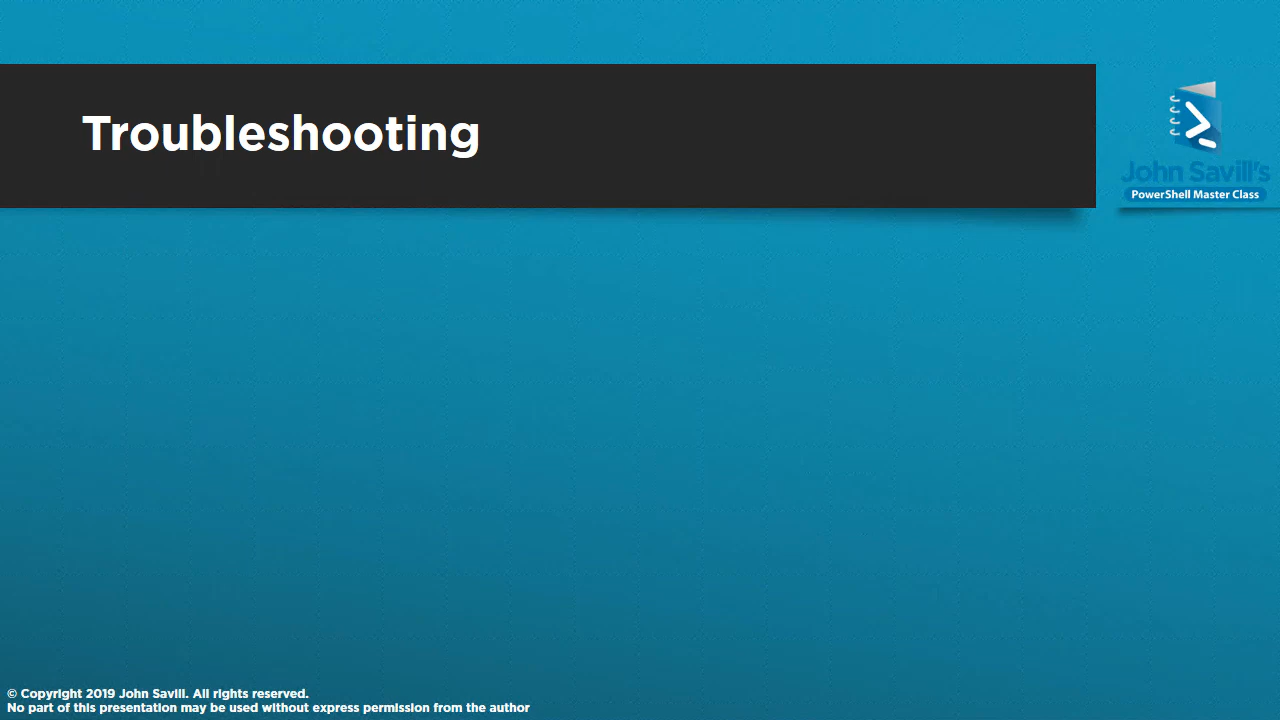 Troubleshooting
John Savill's
PowerShell Master Class
© Copyright 2019 John Savill. All rights reserved.
No part of this presentation may be used without express permission from the author